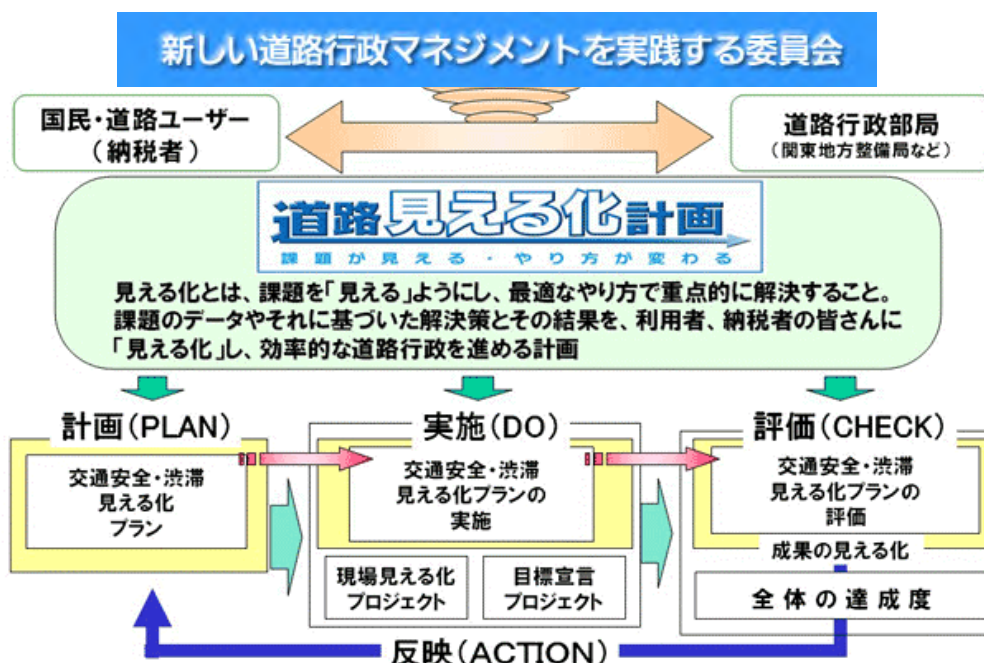 新しい道路行政マネジメントを実践する委員会
国民・道路ユーザー
（納税者）
道路行政部局
（関東地方整備局など）
道路見える化計画
課題が見える・やり方が変わる
見える化とは、課題を「見える」ようにし、最適なやり方で重点的に解決すること。
課題のデータやそれに基づいた解決策とその結果を、利用者、納税者の皆さんに
「見える化」し、効率的な道路行政を進める計画
計画（PLAN）
交通安全・渋滞
見える化
プラン
実施（DO）
交通安全・渋滞
見える化プランの
実施
現場見える化
プロジェクト
目標宣言
プロジェクト
評価（CHECK）
交通安全・渋滞
見える化プランの
評価
成果の見える化
全体の達成度
反映（ACTION）